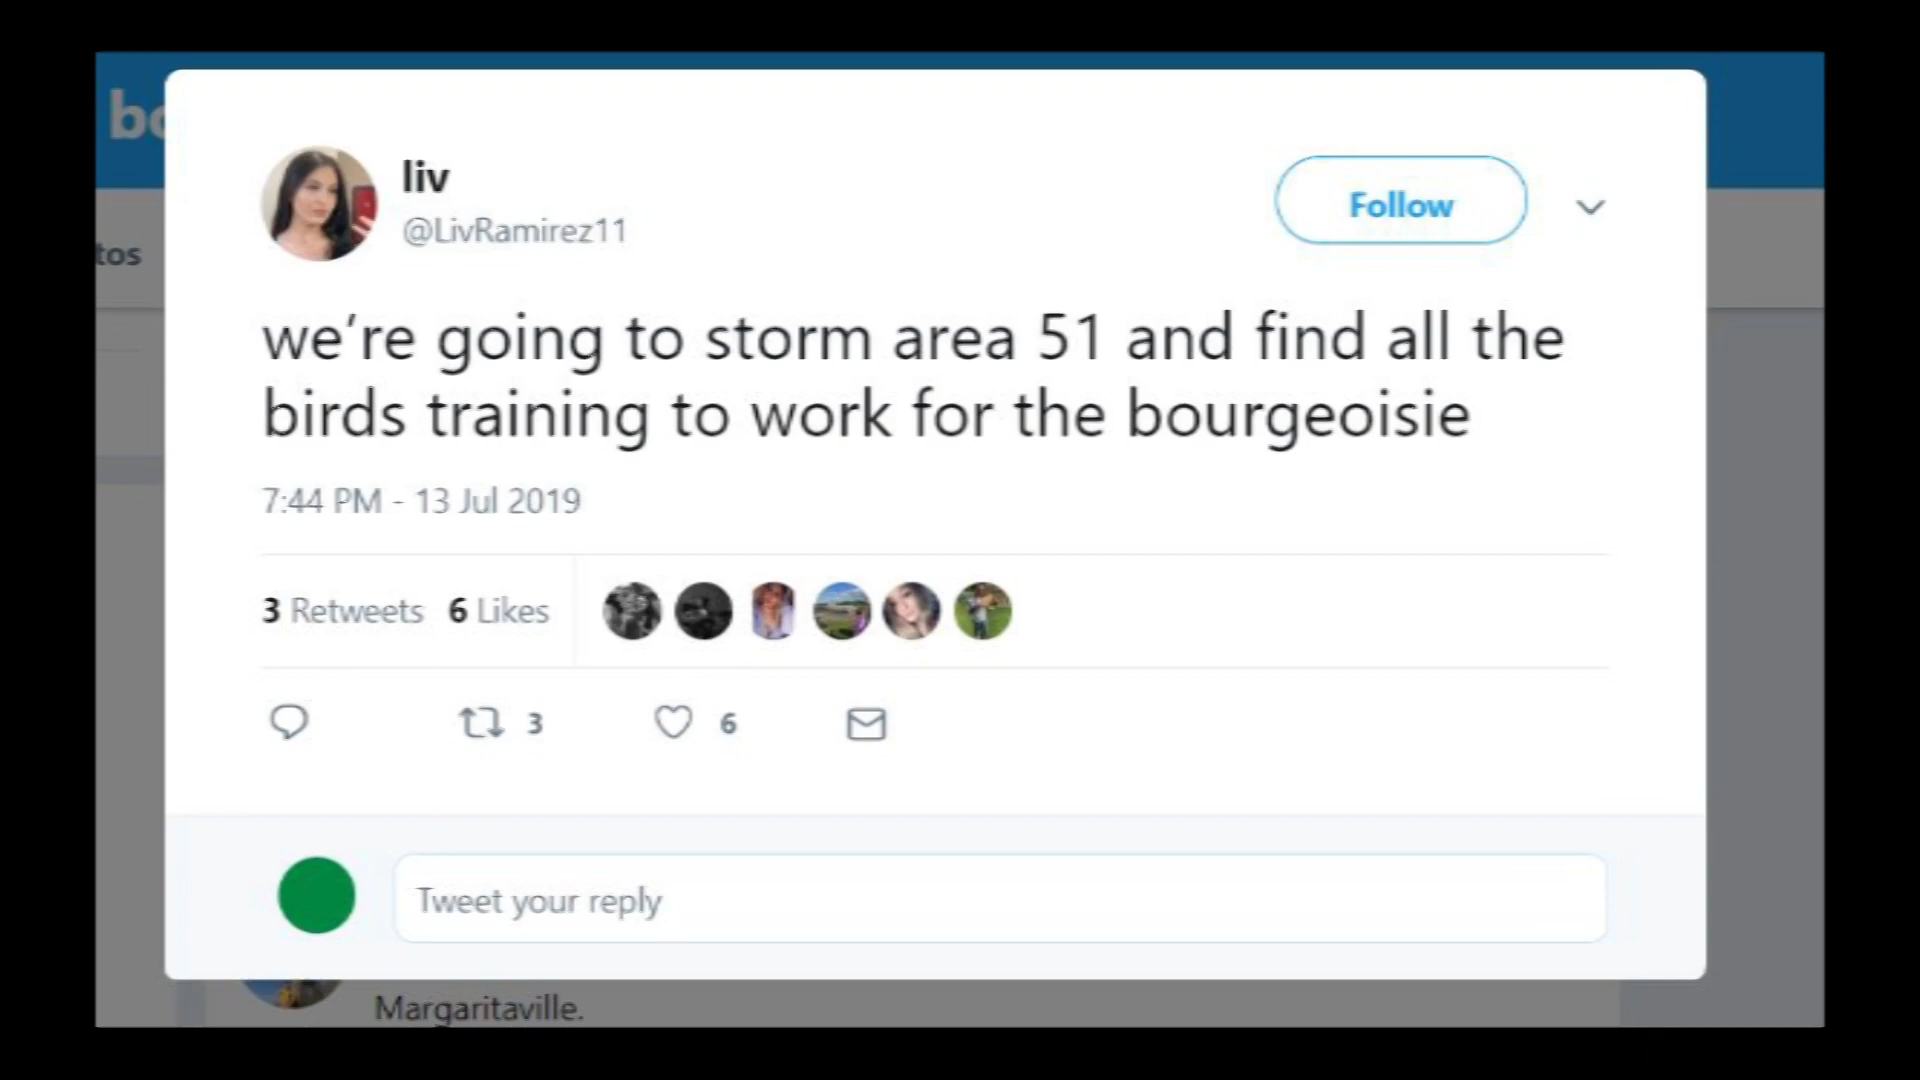 bo
liv
@LivRamirez11
Follow
tos
we're going to storm area 51 and find all the
birds training to work for the bourgeoisie
7:44 PM - 13 Jul 2019
3 Retweets 6 Likes
3 6
Tweet your reply
Margaritaville.